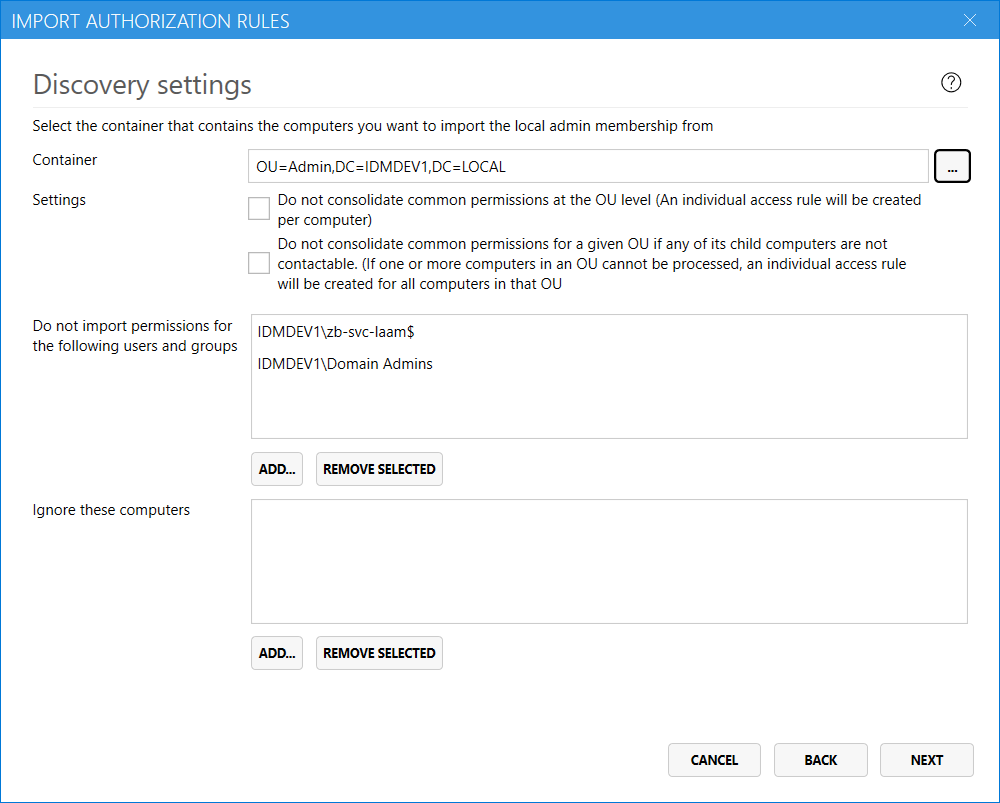 IMPORT AUTHORIZATION RULES
Discovery settings
?
Select the container that contains the computers you want to import the local admin membership from
Container
OU=Admin,DC=IDMDEV1,DC=LOCAL
...
Settings
Do not consolidate common permissions at the OU level (An individual access rule will be created
per computer)
Do not consolidate common permissions for a given OU if any of its child computers are not
contactable. (If one or more computers in an OU cannot be processed, an individual access rule
will be created for all computers in that OU
Do not import permissions for
the following users and groups
IDMDEV1\zb-svc-laam$
IDMDEV1\Domain Admins
ADD...
REMOVE SELECTED
Ignore these computers
ADD...
REMOVE SELECTED
CANCEL
BACK
NEXT